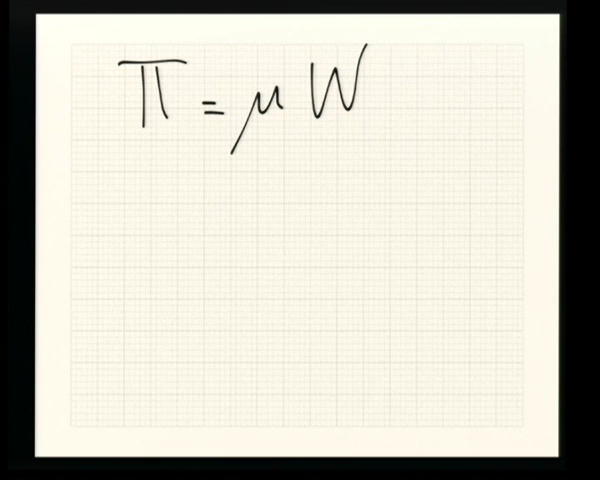 Π = μ W